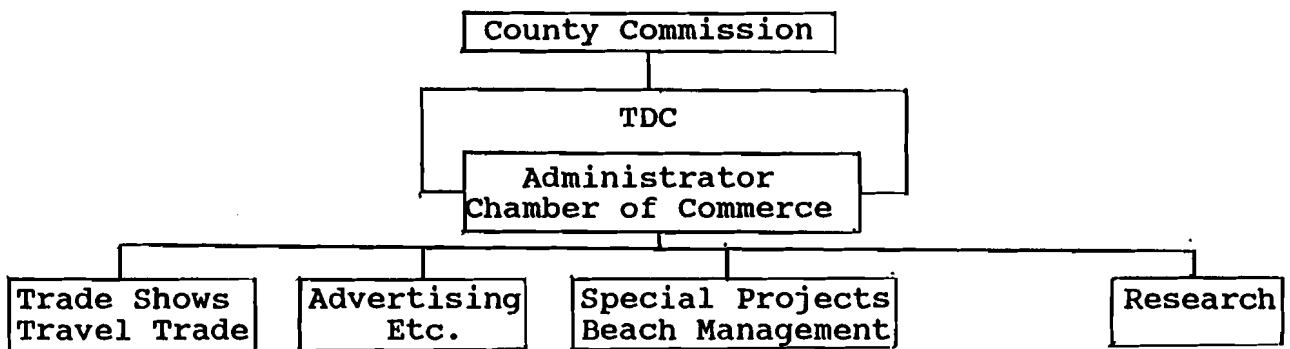 County Commission
TDC
Administrator
Chamber of Commerce
Trade Shows
Travel Trade
Advertising
Etc.
Special Projects
Beach Management
Research